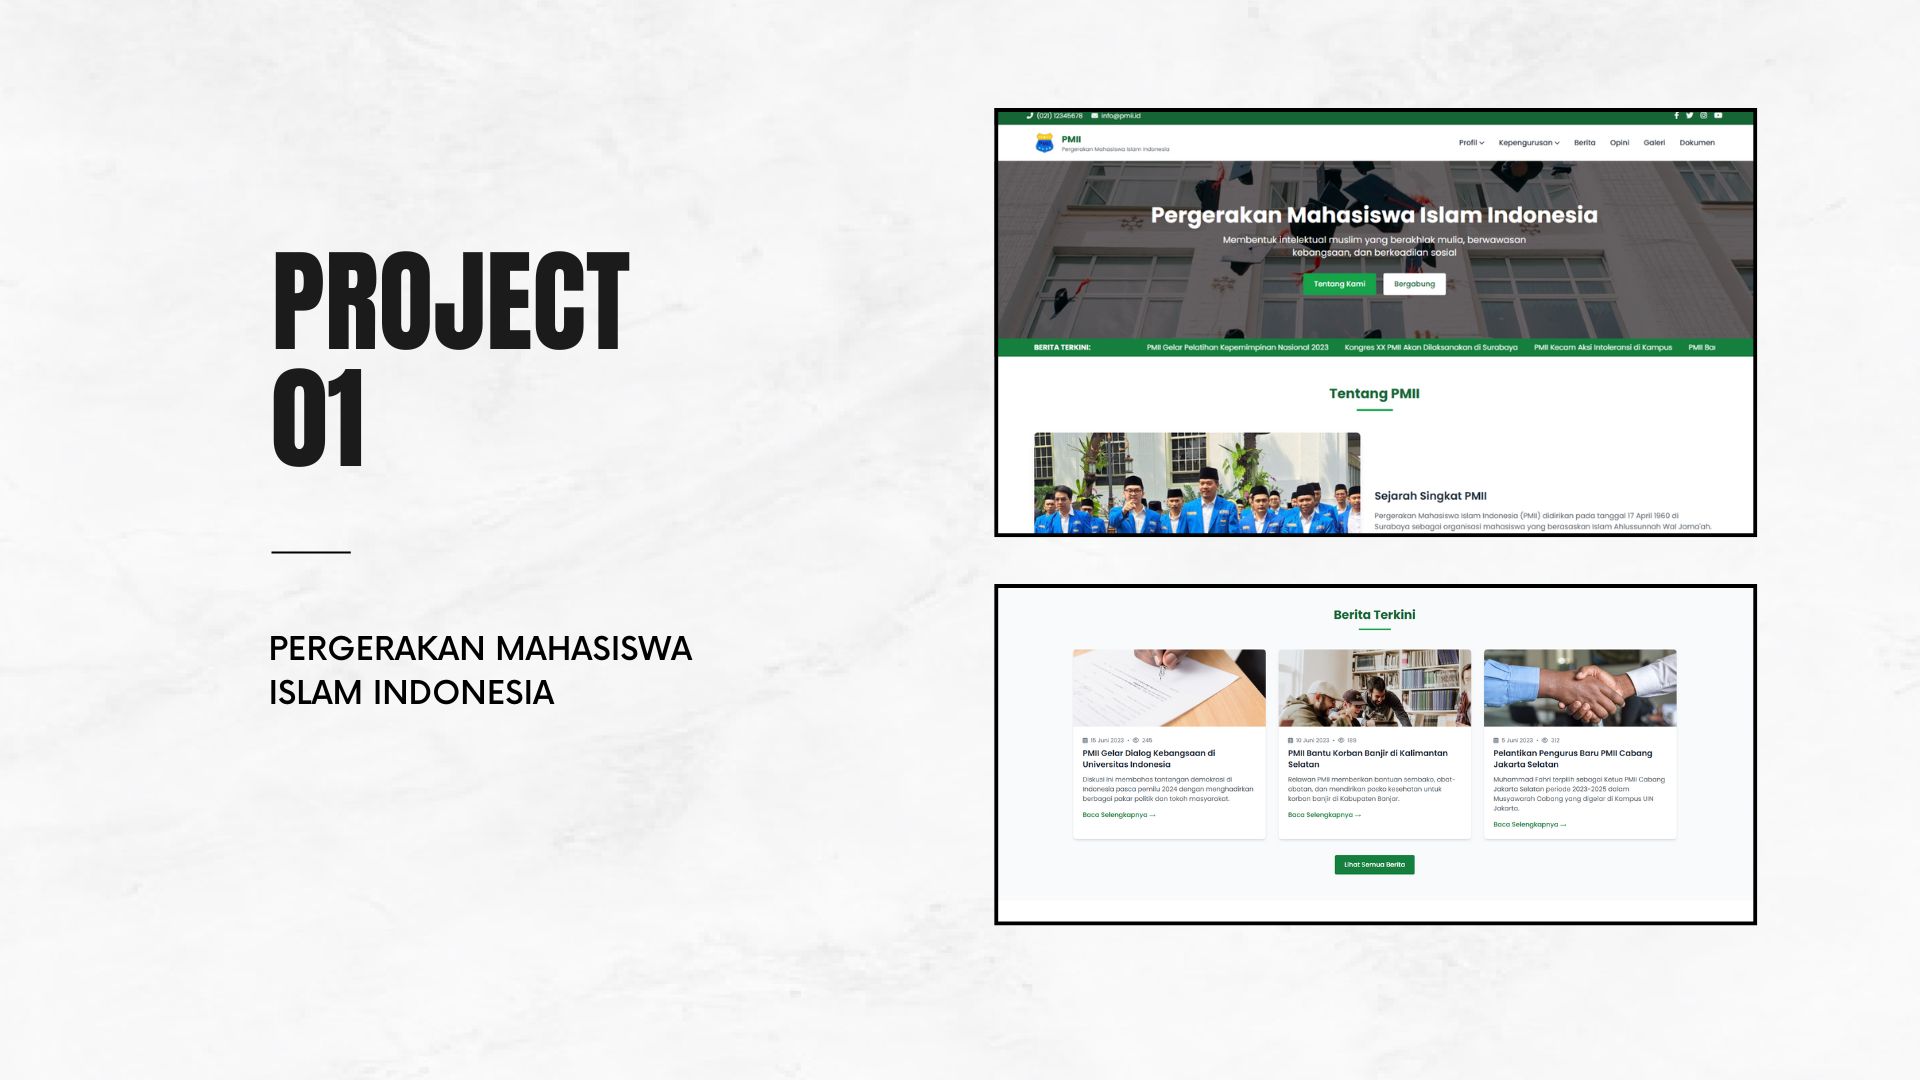 PROJECT
01
PERGERAKAN MAHASISWA
ISLAM INDONESIA
(021) 12345678 info@pmii.id
PMII
Pergerakan Mahasiswa Islam Indonesia
Profil Kepengurusan Berita Opini Galeri Dokumen
Pergerakan Mahasiswa Islam Indonesia
Membentuk intelektual muslim yang berakhlak mulia, berwawasan
kebangsaan, dan berkeadilan sosial
Tentang Kami Bergabung
BERITA TERKINI: PMII Gelar Pelatihan Kepemimpinan Nasional 2023 Kongres XX PMII Akan Dilaksanakan di Surabaya PMII Kecam Aksi Intoleransi di Kampus PMII Ba
Tentang PMII
Sejarah Singkat PMII
Pergerakan Mahasiswa Islam Indonesia (PMII) didirikan pada tanggal 17 April 1960 di
Surabaya sebagai organisasi mahasiswa yang berasaskan Islam Ahlussunnah Wal Jama'ah.
Berita Terkini
15 Juni 2023 • 245
PMII Gelar Dialog Kebangsaan di
Universitas Indonesia
Diskusi ini membahas tantangan demokrasi di
Indonesia pasca pemilu 2024 dengan menghadirkan
berbagai pakar politik dan tokoh masyarakat.
Baca Selengkapnya →
10 Juni 2023 • 189
PMII Bantu Korban Banjir di Kalimantan
Selatan
Relawan PMII memberikan bantuan sembako, obat-
obatan, dan mendirikan posko kesehatan untuk
korban banjir di Kabupaten Banjar.
Baca Selengkapnya →
5 Juni 2023 • 312
Pelantikan Pengurus Baru PMII Cabang
Jakarta Selatan
Muhammad Fahri terpilih sebagai Ketua PMII Cabang
Jakarta Selatan periode 2023-2025 dalam
Musyawarah Cabang yang digelar di Kampus UIN
Jakarta.
Baca Selengkapnya →
Lihat Semua Berita